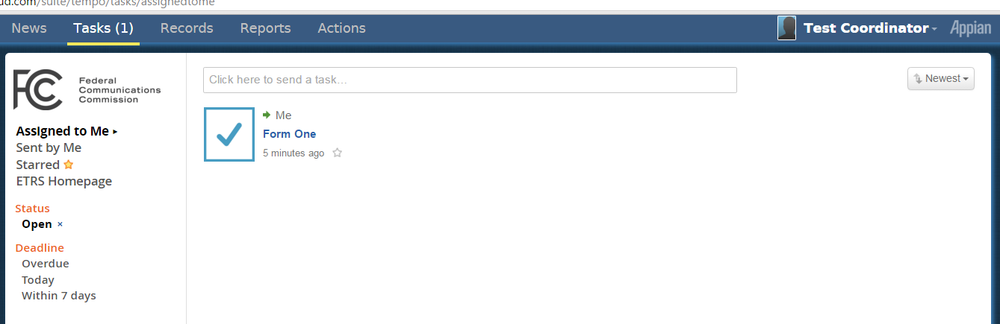 ud.com/suite/tempo/tasks/assignedtome
News Tasks (1) Records Reports Actions Test Coordinator Appian
FCC Federal Communications Commission
Click here to send a task...
Newest
Assigned to Me
Sent by Me
Starred
ETRS Homepage
Status
Open ×
Deadline
Overdue
Today
Within 7 days
Me
Form One
5 minutes ago